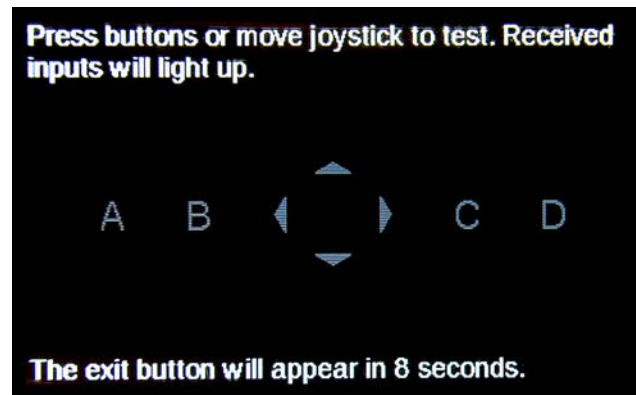 Press buttons or move joystick to test. Received
inputs will light up.
A B C D
The exit button will appear in 8 seconds.